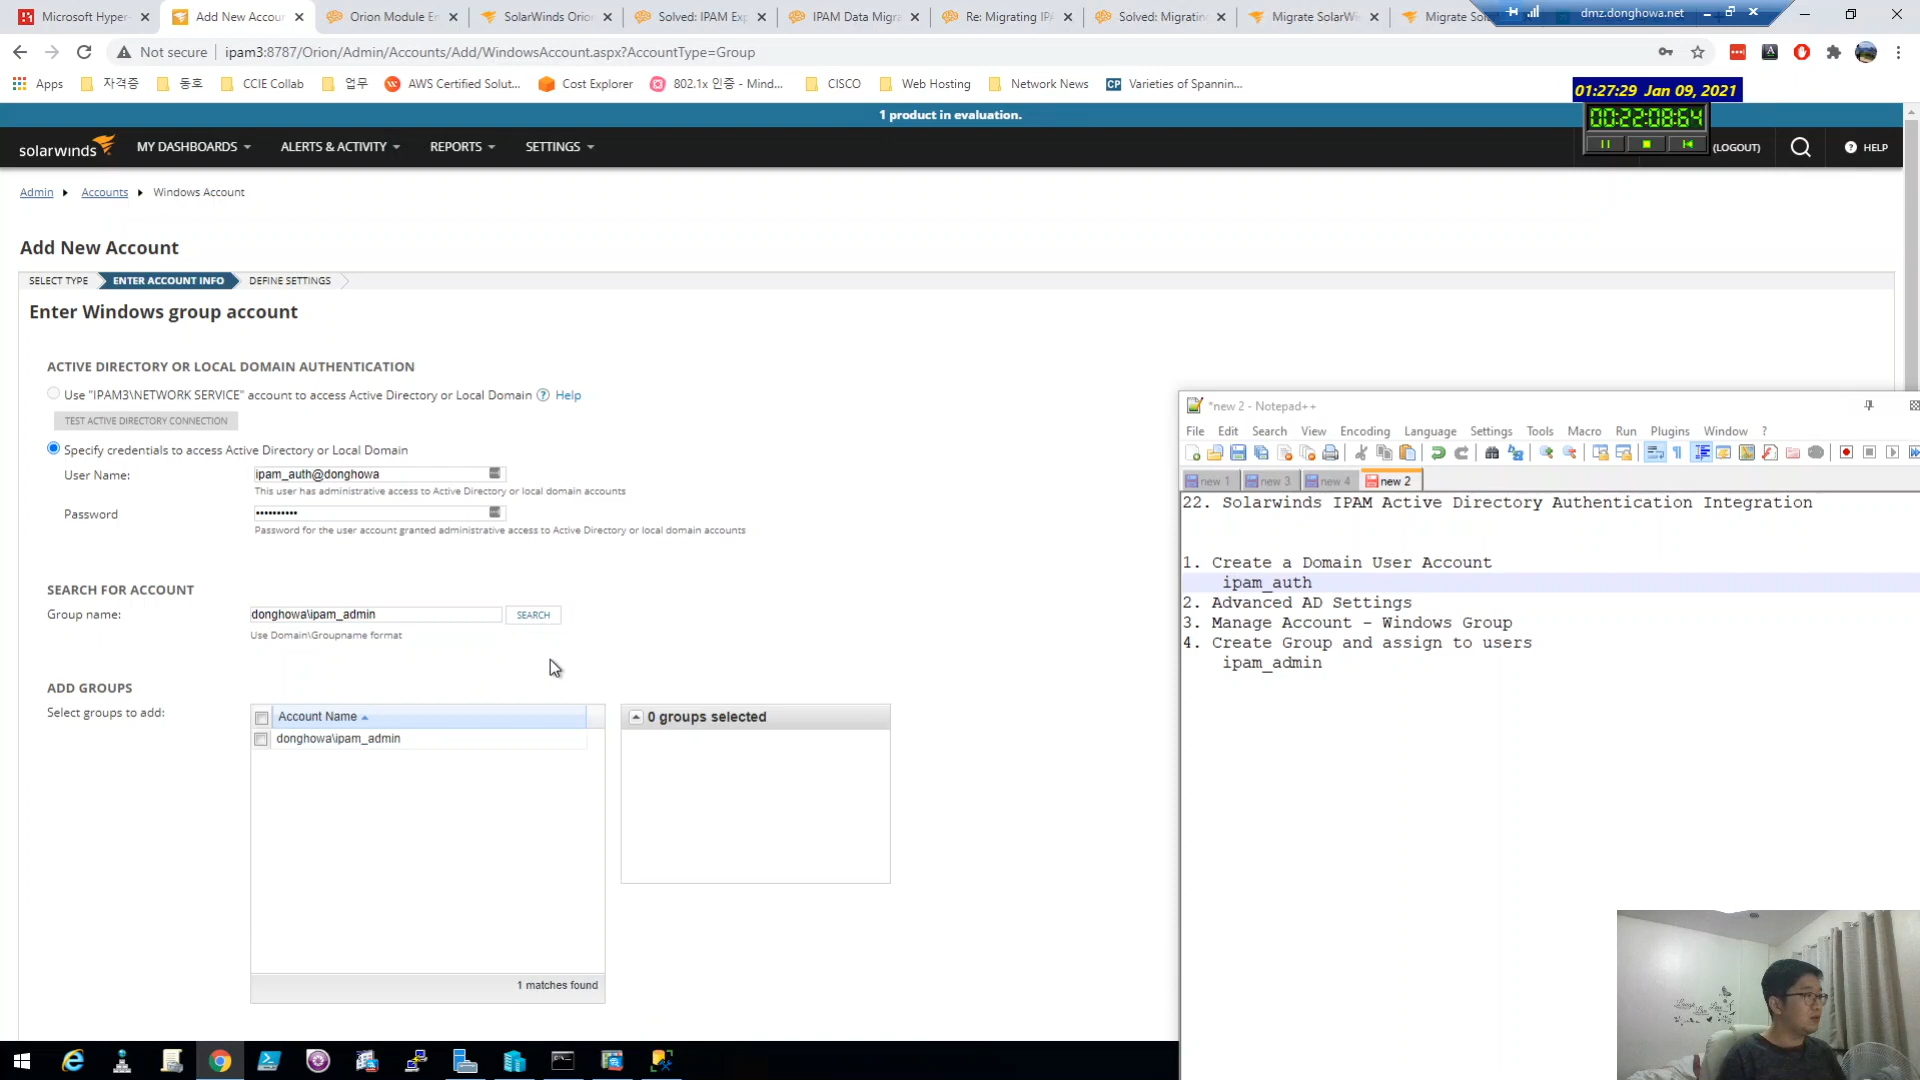 Microsoft Hyper-
Add New Accou
Orion Module E
SolarWinds Orio
Solved: IPAM Ex
IPAM Data Migra
Re: Migrating IP
Solved: Migratin
Migrate SolarWi
Migrate So
dmz.donghowa.net
Not secure
ipam3:8787/Orion/Admin/Accounts/Add/WindowsAccount.aspx?AccountType=Group
Apps
자격증
동호
CCIE Collab
업무
AWS Certified Solut...
Cost Explorer
802.1x 인증 - Mind...
CISCO
Web Hosting
Network News
CP
Varieties of Spannin...
01:27:29 Jan 09, 2021
00:22:08:64
1 product in evaluation.
solarwinds
MY DASHBOARDS
ALERTS & ACTIVITY
REPORTS
SETTINGS
(LOGOUT)
? HELP
Admin
Accounts
Windows Account
Add New Account
SELECT TYPE
ENTER ACCOUNT INFO
DEFINE SETTINGS
Enter Windows group account
ACTIVE DIRECTORY OR LOCAL DOMAIN AUTHENTICATION
Use "IPAM3\NETWORK SERVICE" account to access Active Directory or Local Domain ? Help
TEST ACTIVE DIRECTORY CONNECTION
Specify credentials to access Active Directory or Local Domain
User Name:
ipam_auth@donghowa
This user has administrative access to Active Directory or local domain accounts
Password
••••••••••
Password for the user account granted administrative access to Active Directory or local domain accounts
SEARCH FOR ACCOUNT
Group name:
donghowa\ipam_admin
SEARCH
Use Domain\Groupname format
ADD GROUPS
Select groups to add:
Account Name
donghowa\ipam_admin
1 matches found
0 groups selected
*new 2 - Notepad++
File Edit Search View Encoding Language Settings Tools Macro Run Plugins Window ?
new 1
new 3
new 4
new 2
22. Solarwinds IPAM Active Directory Authentication Integration
1. Create a Domain User Account
ipam_auth
2. Advanced AD Settings
3. Manage Account - Windows Group
4. Create Group and assign to users
ipam_admin